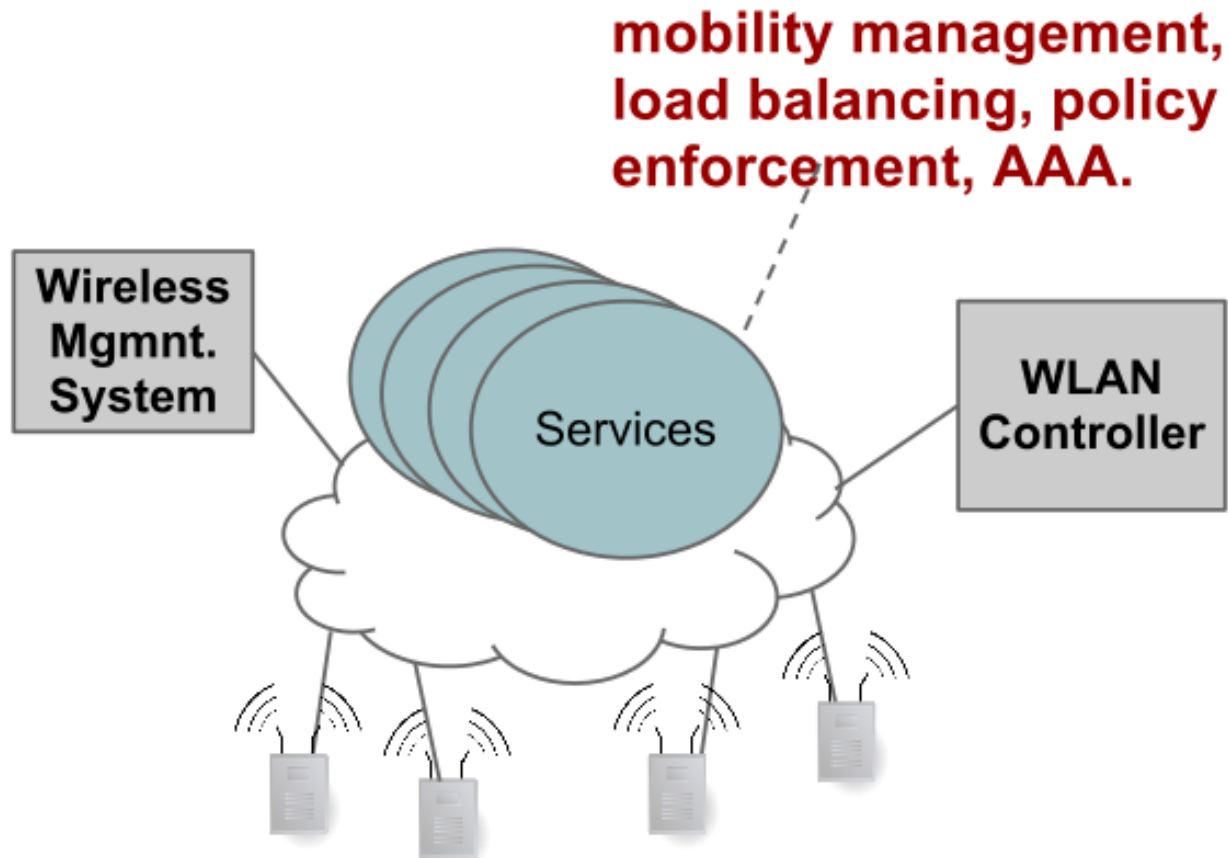 mobility management,
load balancing, policy
enforcement, AAA.
Wireless
Mgmnt.
System
Services
WLAN
Controller